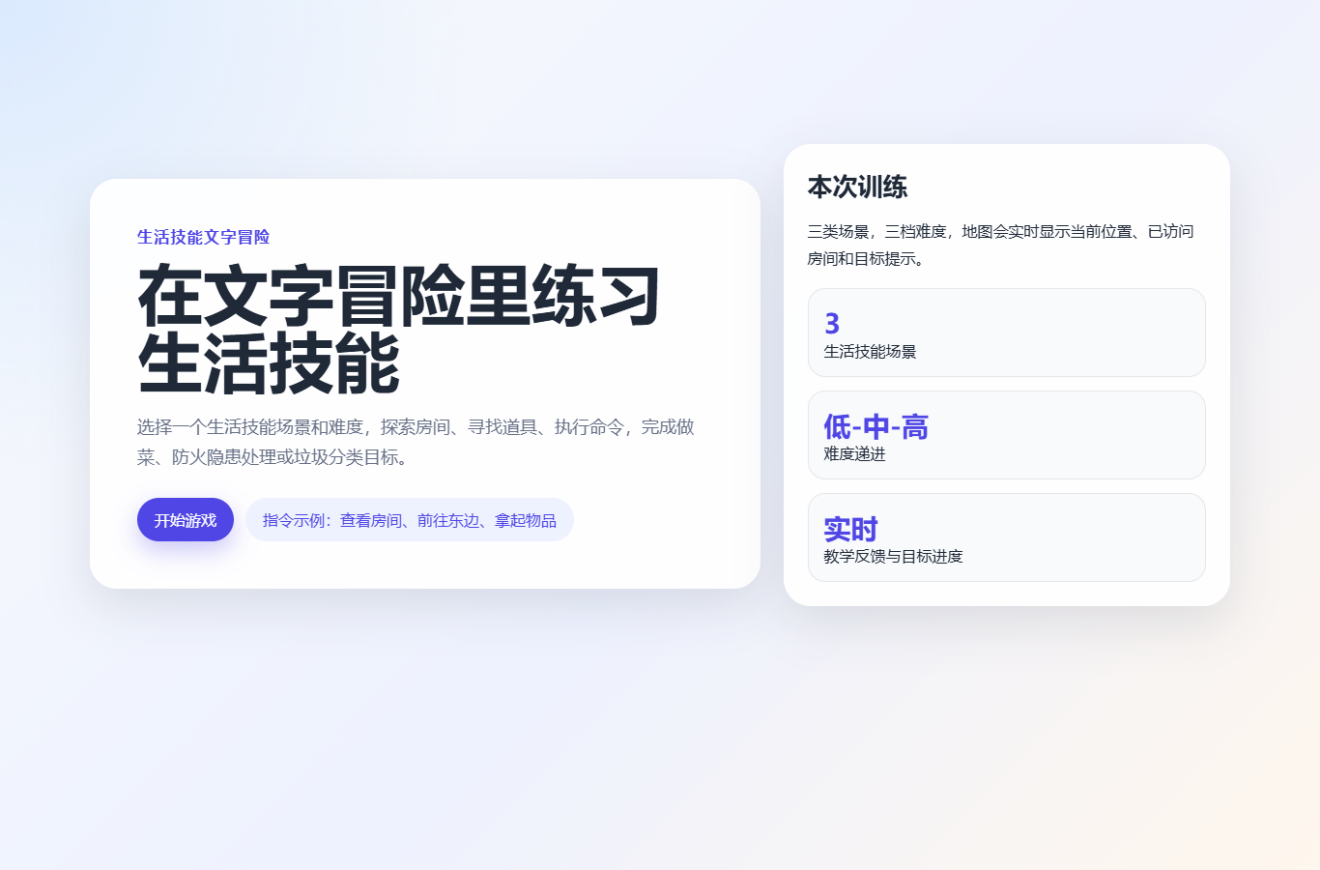 生活技能文字冒险
在文字冒险里练习
生活技能
选择一个生活技能场景和难度，探索房间、寻找道具、执行命令，完成做
菜、防火隐患处理或垃圾分类目标。
开始游戏
指令示例：查看房间、前往东边、拿起物品
本次训练
三类场景，三档难度，地图会实时显示当前位置、已访问
房间和目标提示。
3
生活技能场景
低-中-高
难度递进
实时
教学反馈与目标进度